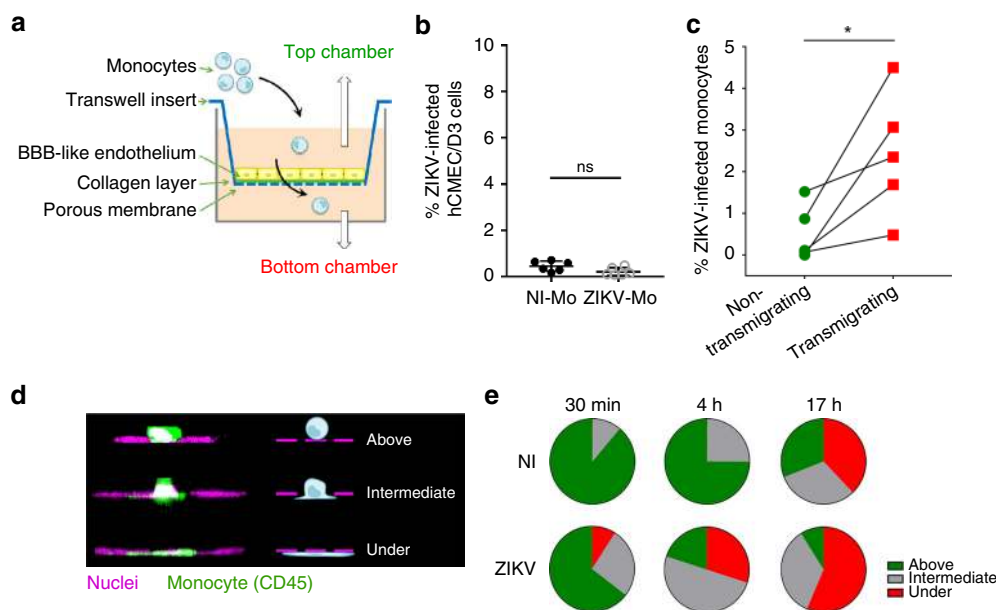 a
Top chamber
Monocytes
Transwell insert
BBB-like endothelium
Collagen layer
Porous membrane
Bottom chamber
b
% ZIKV-infected
hCMEC/D3 cells
10
8
6
4
2
0
ns
NI-Mo ZIKV-Mo
c
% ZIKV-infected monocytes
5
4
3
2
1
0
*
Non-
transmigrating
Transmigrating
d
Above
Intermediate
Under
Nuclei Monocyte (CD45)
e
30 min 4 h 17 h
NI
ZIKV
Above
Intermediate
Under